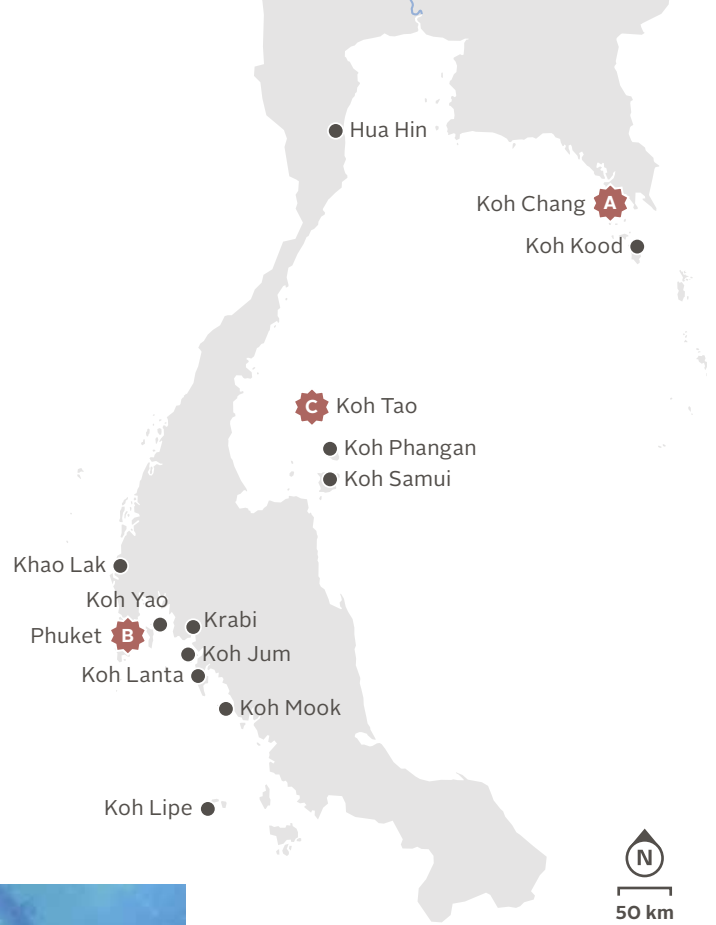 Hua Hin
Koh Chang A
Koh Kood
C Koh Tao
Koh Phangan
Koh Samui
Khao Lak
Koh Yao
Krabi
Phuket B
Koh Jum
Koh Lanta
Koh Mook
Koh Lipe
N
50 km